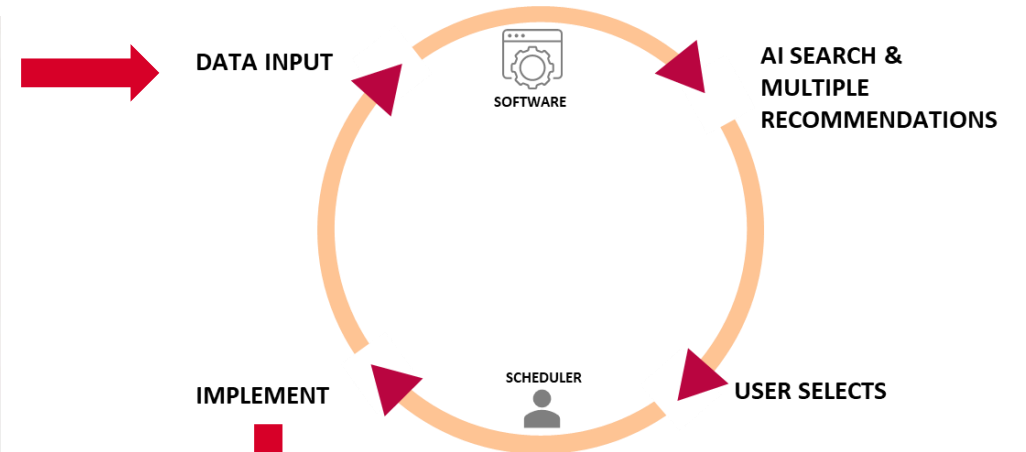 DATA INPUT
SOFTWARE
AI SEARCH &
MULTIPLE
RECOMMENDATIONS
SCHEDULER
IMPLEMENT
USER SELECTS